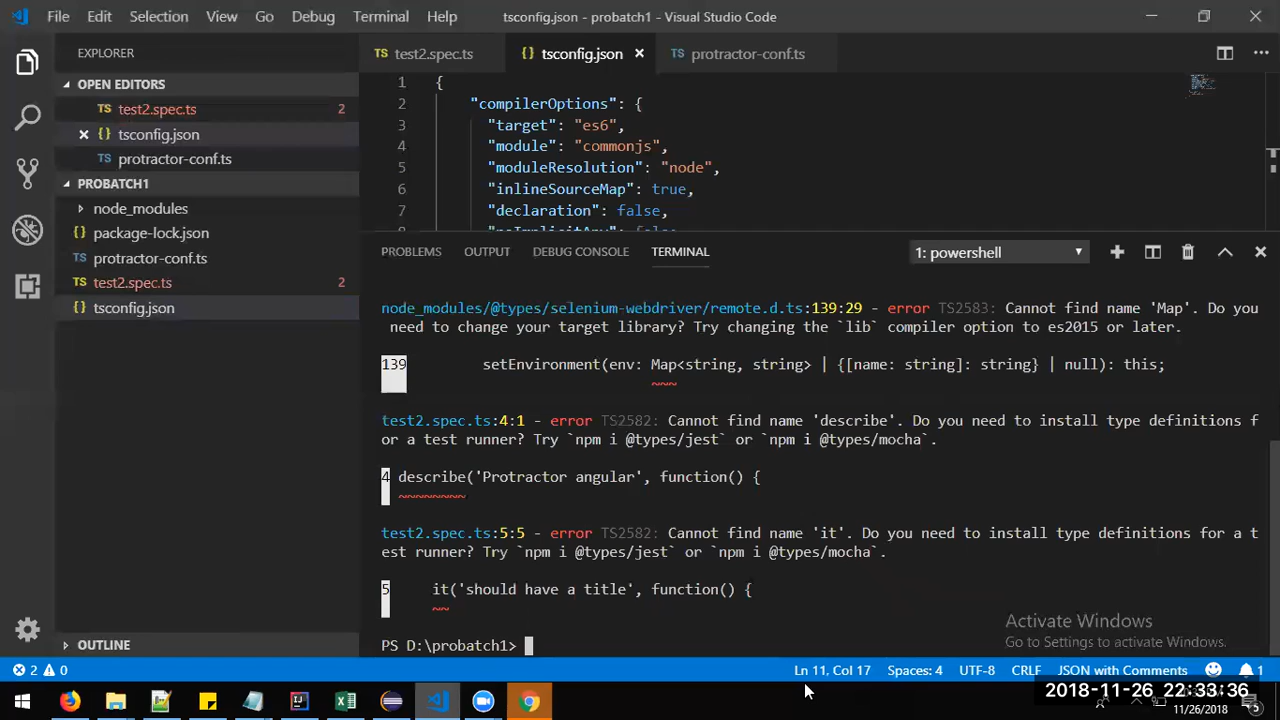 File Edit Selection View Go Debug Terminal Help tsconfig.json - probatch1 - Visual Studio Code
EXPLORER
OPEN EDITORS
TS test2.spec.ts 2
{} tsconfig.json
TS protractor-conf.ts
PROBATCH1
node_modules
{} package-lock.json
TS protractor-conf.ts
TS test2.spec.ts 2
{} tsconfig.json
OUTLINE
TS test2.spec.ts {} tsconfig.json TS protractor-conf.ts
1 {
2 "compilerOptions": {
3 "target": "es6",
4 "module": "commonjs",
5 "moduleResolution": "node",
6 "inlineSourceMap": true,
7 "declaration": false,
PROBLEMS OUTPUT DEBUG CONSOLE TERMINAL 1: powershell
node_modules/@types/selenium-webdriver/remote.d.ts:139:29 - error TS2583: Cannot find name 'Map'. Do you
need to change your target library? Try changing the `lib` compiler option to es2015 or later.
139 setEnvironment(env: Map<string, string> | {[name: string]: string} | null): this;
~~~
test2.spec.ts:4:1 - error TS2582: Cannot find name 'describe'. Do you need to install type definitions f
or a test runner? Try `npm i @types/jest` or `npm i @types/mocha`.
4 describe('Protractor angular', function() {
~~~~~~~~
test2.spec.ts:5:5 - error TS2582: Cannot find name 'it'. Do you need to install type definitions for a t
est runner? Try `npm i @types/jest` or `npm i @types/mocha`.
5 it('should have a title', function() {
~~
PS D:\probatch1>
Activate Windows
Go to Settings to activate Windows.
2 0 Ln 11, Col 17 Spaces: 4 UTF-8 CRLF JSON with Comments 1
2018-11-26 22:33:36
11/26/2018 5